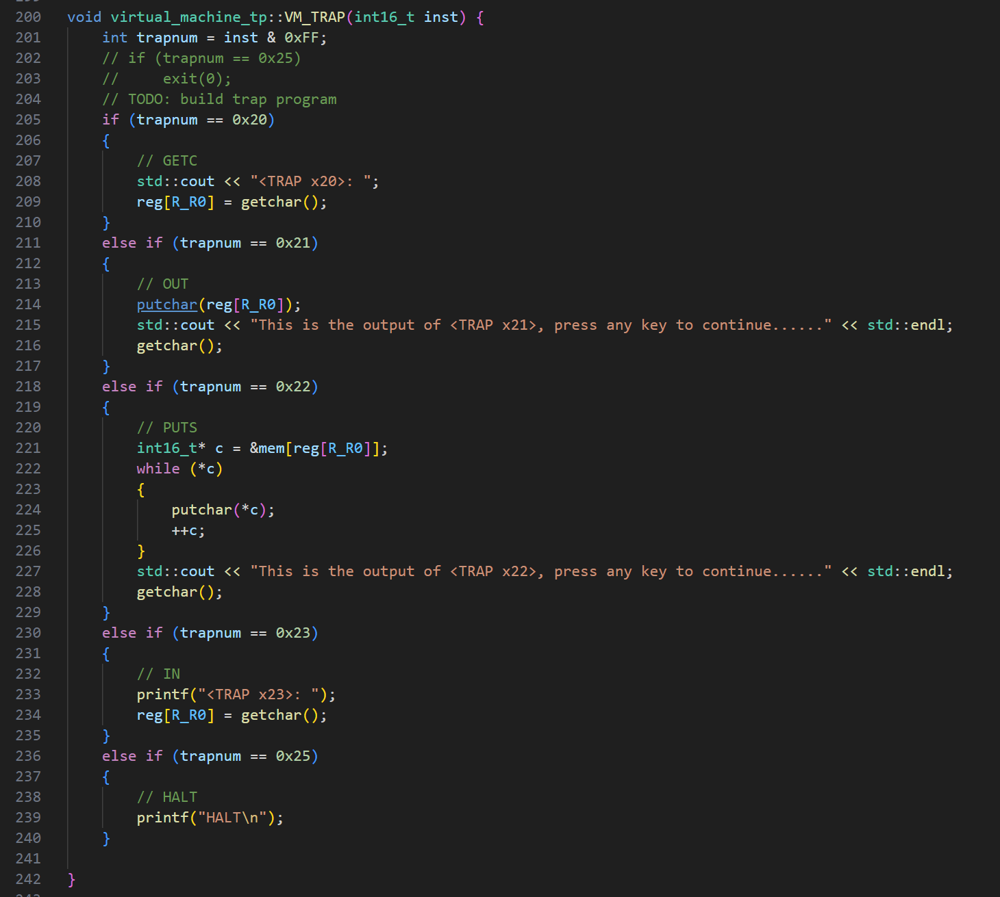 200 void virtual_machine_tp::VM_TRAP(int16_t inst) {
201     int trapnum = inst & 0xFF;
202     // if (trapnum == 0x25)
203     //     exit(0);
204     // TODO: build trap program
205     if (trapnum == 0x20)
206     {
207         // GETC
208         std::cout << "<TRAP x20>: ";
209         reg[R_R0] = getchar();
210     }
211     else if (trapnum == 0x21)
212     {
213         // OUT
214         putchar(reg[R_R0]);
215         std::cout << "This is the output of <TRAP x21>, press any key to continue......" << std::endl;
216         getchar();
217     }
218     else if (trapnum == 0x22)
219     {
220         // PUTS
221         int16_t* c = &mem[reg[R_R0]];
222         while (*c)
223         {
224             putchar(*c);
225             ++c;
226         }
227         std::cout << "This is the output of <TRAP x22>, press any key to continue......" << std::endl;
228         getchar();
229     }
230     else if (trapnum == 0x23)
231     {
232         // IN
233         printf("<TRAP x23>: ");
234         reg[R_R0] = getchar();
235     }
236     else if (trapnum == 0x25)
237     {
238         // HALT
239         printf("HALT\n");
240     }
241
242 }